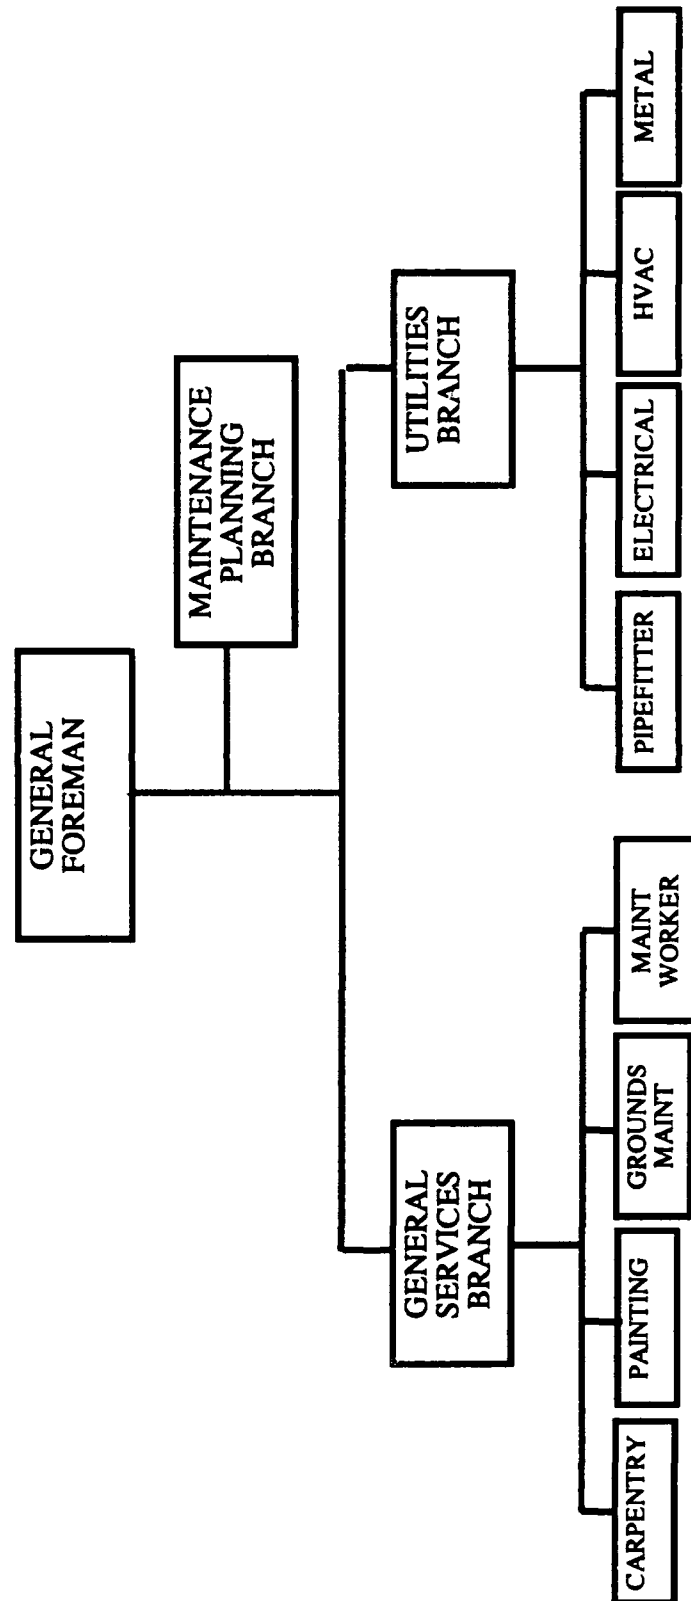 GENERAL
FOREMAN
MAINTENANCE
PLANNING
BRANCH
GENERAL
SERVICES
BRANCH
UTILITIES
BRANCH
CARPENTRY
PAINTING
GROUNDS
MAINT
MAINT
WORKER
PIPEFITTER
ELECTRICAL
HVAC
METAL